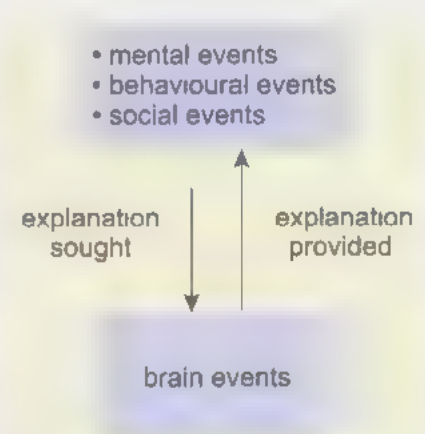 • mental events
• behavioural events
• social events
explanation
sought
explanation
provided
brain events